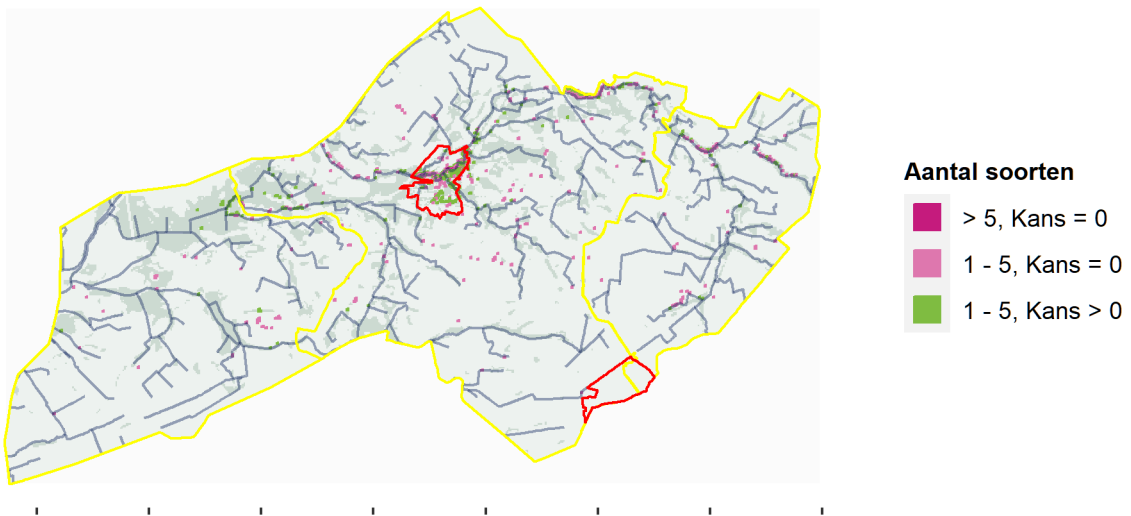 Aantal soorten
> 5, Kans = 0
1 - 5, Kans = 0
1 - 5, Kans > 0